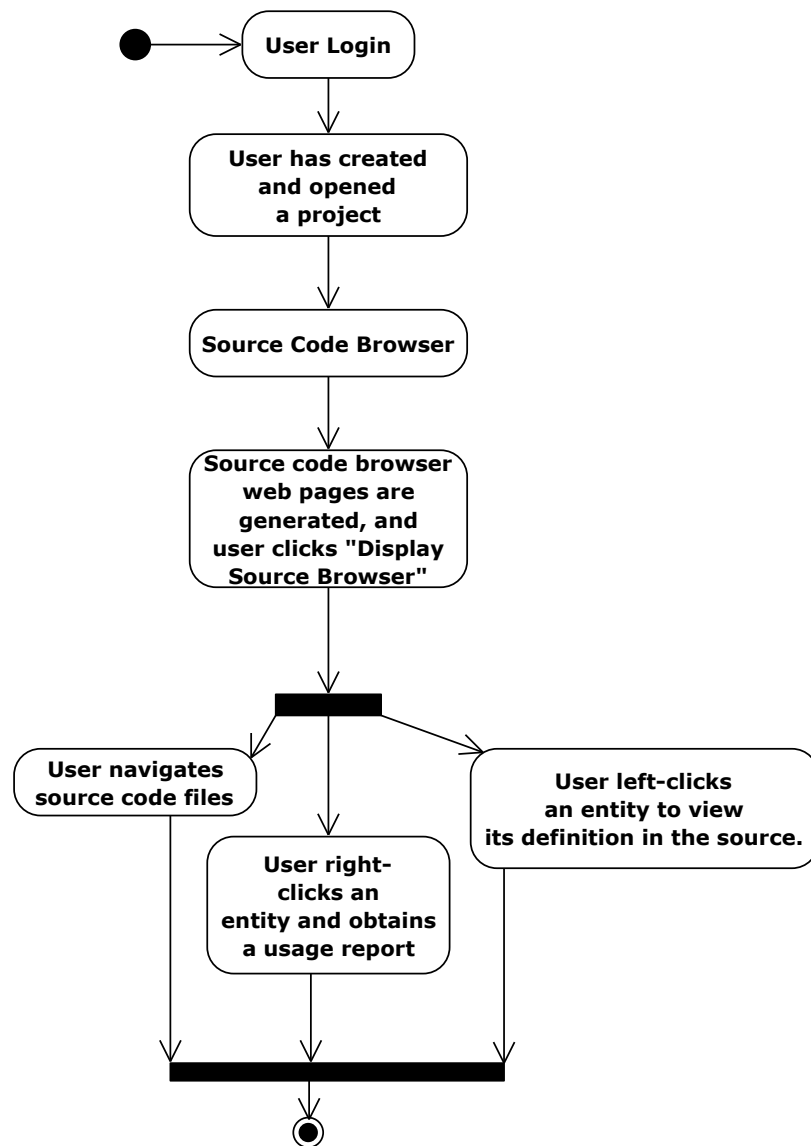 User Login
User has created
and opened
a project
Source Code Browser
Source code browser
web pages are
generated, and
user clicks "Display
Source Browser"
User navigates
source code files
User left-clicks
an entity to view
its definition in the source.
User right-
clicks an
entity and obtains
a usage report